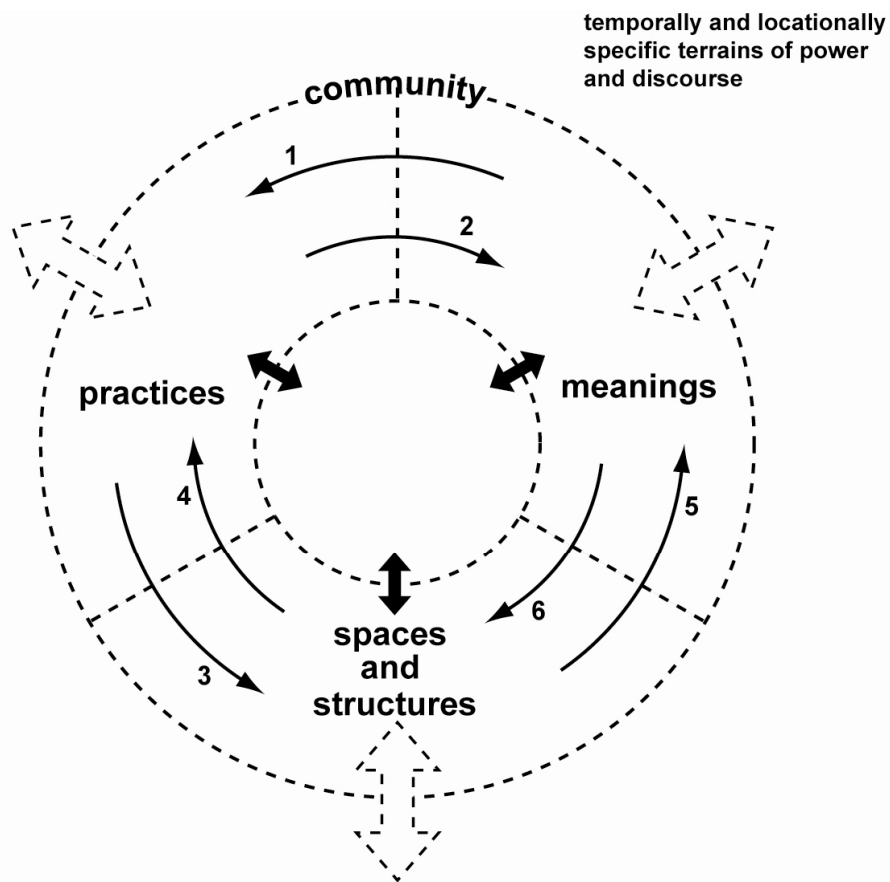 temporally and locationally
specific terrains of power
and discourse
community
1
2
practices
meanings
4
5
6
3
spaces
and
structures